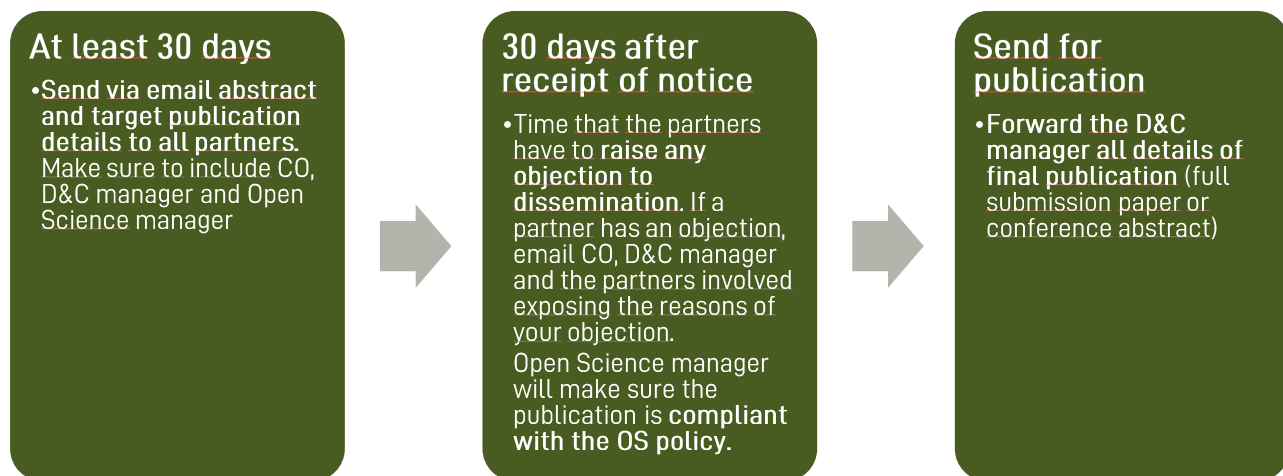 At least 30 days
•Send via email abstract
and target publication
details to all partners.
Make sure to include CO,
D&C manager and Open
Science manager
30 days after
receipt of notice
•Time that the partners
have to raise any
objection to
dissemination. If a
partner has an objection,
email CO, D&C manager
and the partners involved
exposing the reasons of
your objection.
Open Science manager
will make sure the
publication is compliant
with the OS policy.
Send for
publication
•Forward the D&C
manager all details of
final publication (full
submission paper or
conference abstract)